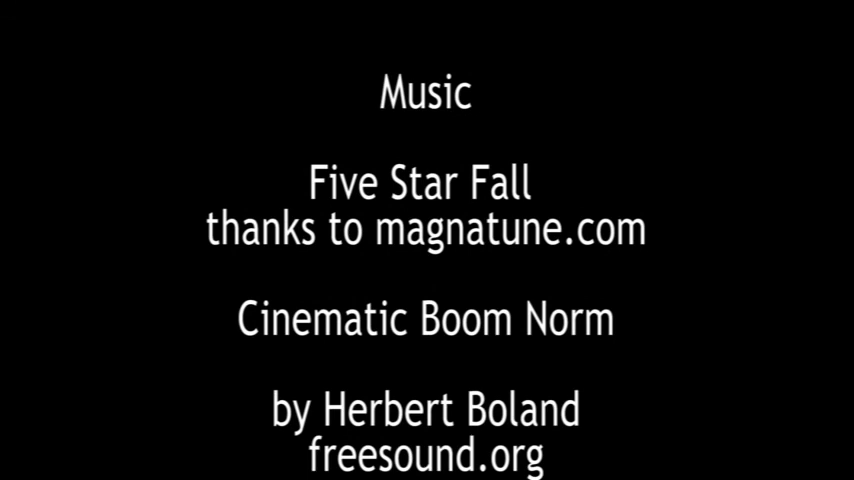 Music
Five Star Fall
thanks to magnatune.com
Cinematic Boom Norm
by Herbert Boland
freesound.org